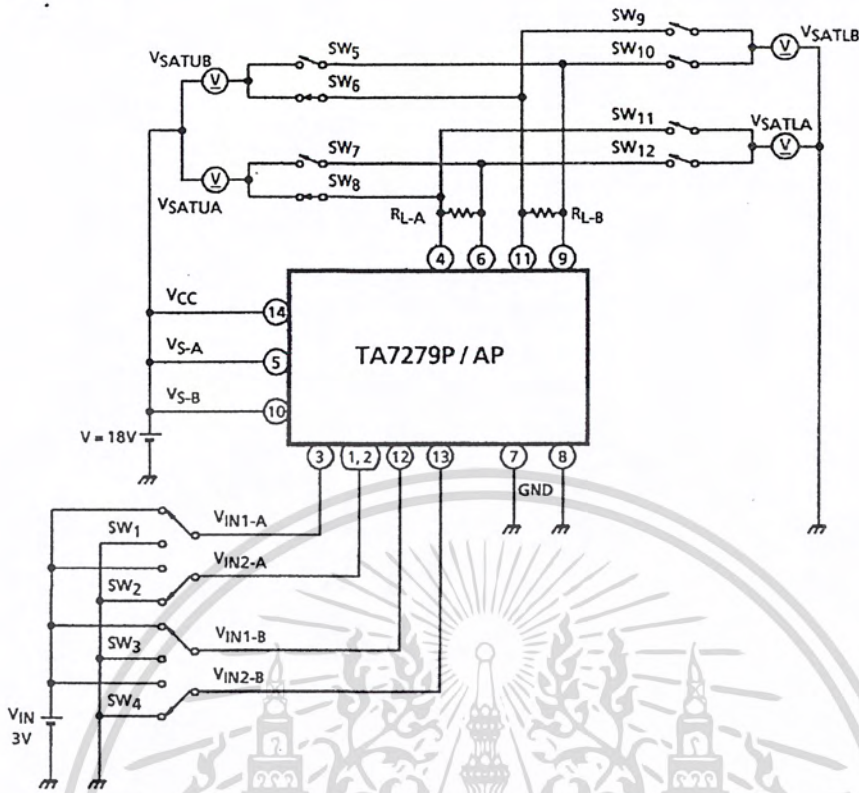 SW9
VSATUB
V
SW5
SW10
V
VSATLB
SW6
SW11
VSATLA
V
SW7
SW12
V
VSATUA
SW8
RL-A
RL-B
4
6
11
9
VCC
14
TA7279P / AP
VS-A
5
VS-B
10
V = 18V
3
1, 2
12
13
7
8
GND
SW1
VIN1-A
SW2
VIN2-A
SW3
VIN1-B
SW4
VIN2-B
VIN
3V